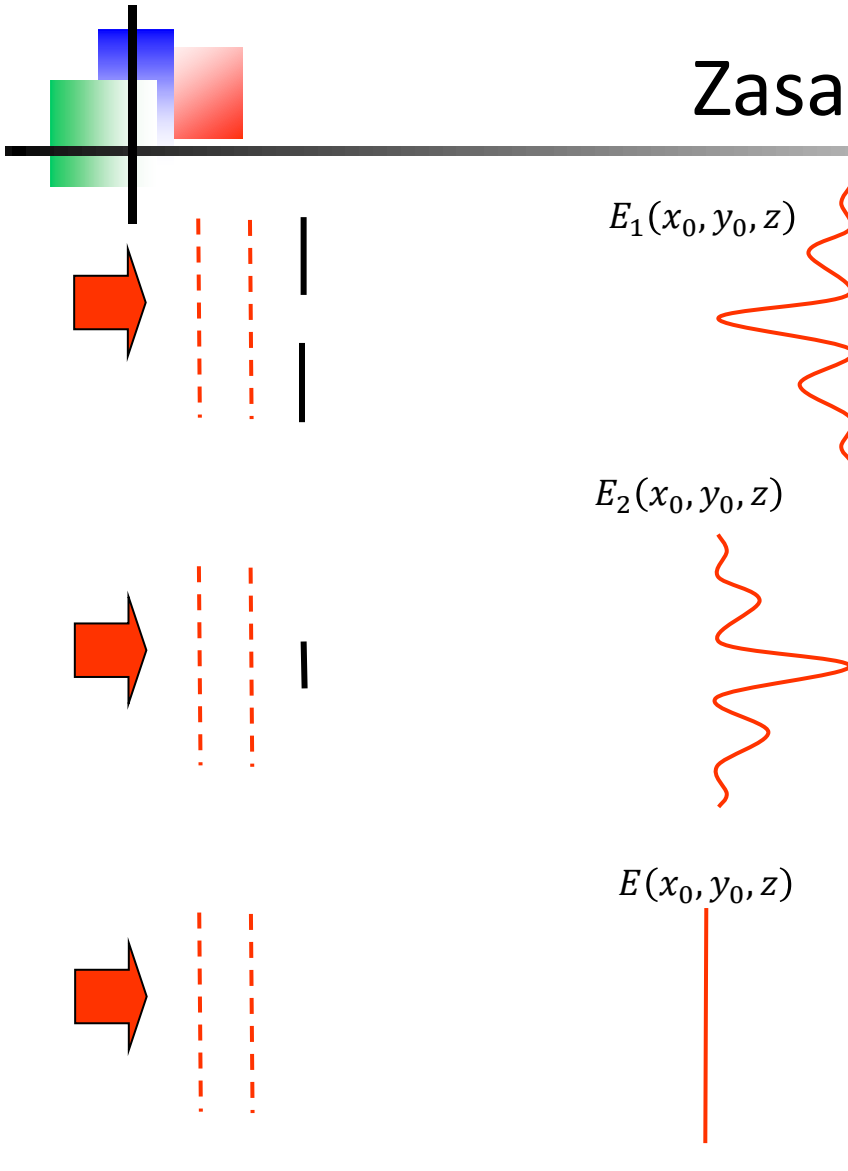 Zasa
E₁(x₀, y₀, z)
E₂(x₀, y₀, z)
E(x₀, y₀, z)